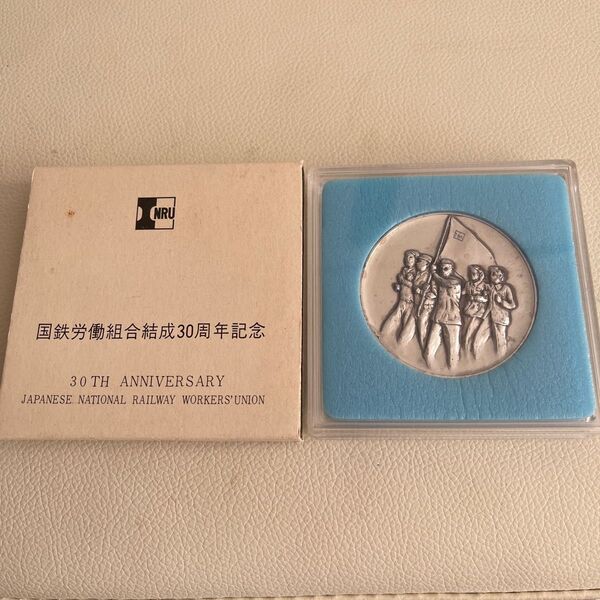 NRU
国鉄労働組合結成30周年記念
30TH ANNIVERSARY
JAPANESE NATIONAL RAILWAY WORKERS'UNION